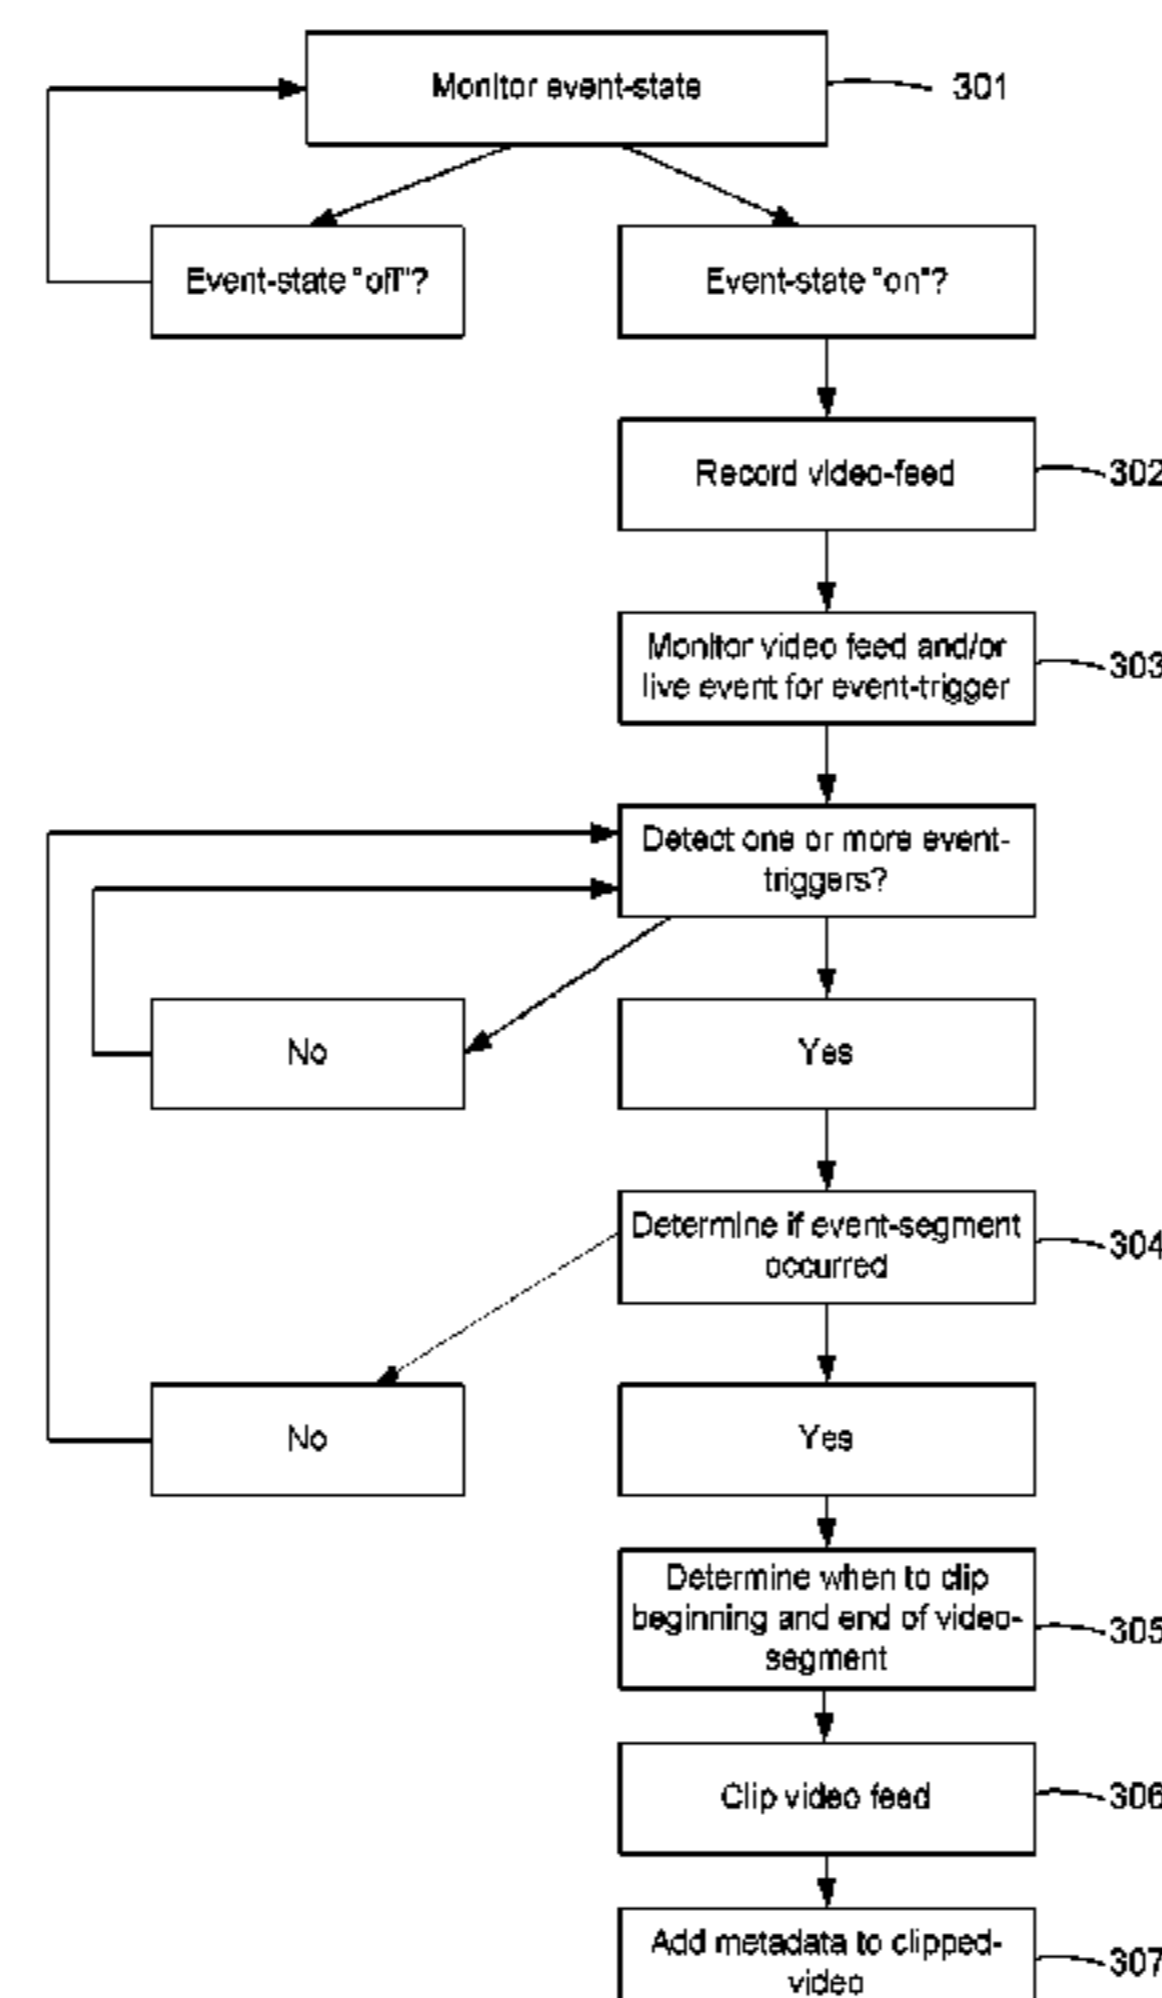 Monitor event-state
301
Event-state "off"?
Event-state "on"?
Record video-feed
302
Monitor video feed and/or
live event for event-trigger
303
Detect one or more event-
triggers?
No
Yes
Determine if event-segment
occurred
304
No
Yes
Determine when to clip
beginning and end of video-
segment
305
Clip video feed
306
Add metadada to clipped-
video
307